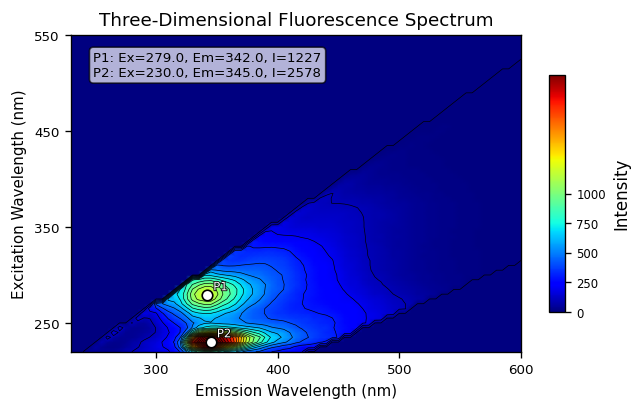 Three-Dimensional Fluorescence Spectrum
P1: Ex=279.0, Em=342.0, I=1227
P2: Ex=230.0, Em=345.0, I=2578
550
450
350
250
Excitation Wavelength (nm)
P1
P2
300
400
500
600
Emission Wavelength (nm)
1000
750
500
250
0
Intensity